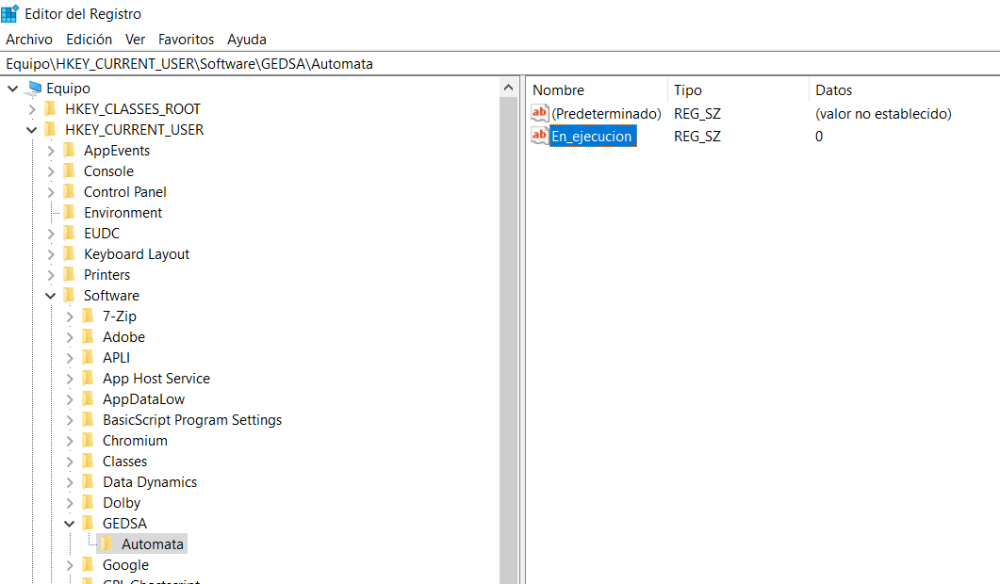 Editor del Registro
Archivo Edición Ver Favoritos Ayuda
Equipo\HKEY_CURRENT_USER\Software\GEDSA\Automata
Equipo
HKEY_CLASSES_ROOT
HKEY_CURRENT_USER
AppEvents
Console
Control Panel
Environment
EUDC
Keyboard Layout
Printers
Software
7-Zip
Adobe
APLI
App Host Service
AppDataLow
BasicScript Program Settings
Chromium
Classes
Data Dynamics
Dolby
GEDSA
Automata
Google
Nombre Tipo Datos
ab (Predeterminado) REG_SZ (valor no establecido)
ab En_ejecucion REG_SZ 0